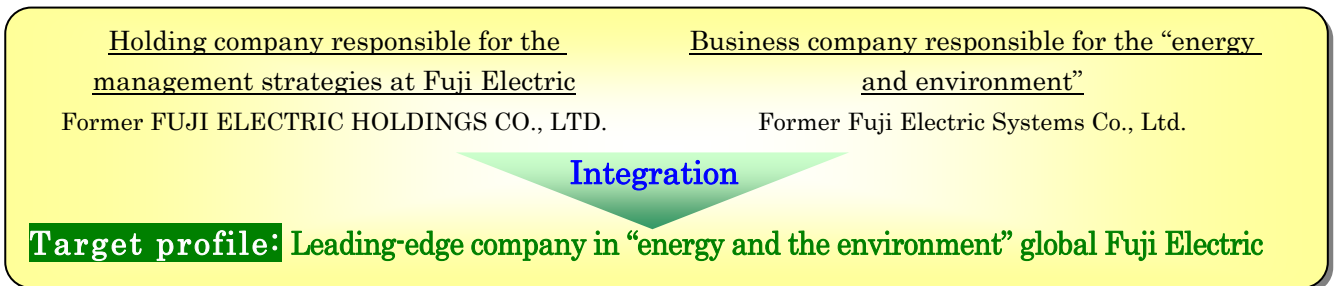 Holding company responsible for the
management strategies at Fuji Electric
Former FUJI ELECTRIC HOLDINGS CO., LTD.
Business company responsible for the “energy
and environment”
Former Fuji Electric Systems Co., Ltd.
Integration
Target profile: Leading-edge company in “energy and the environment” global Fuji Electric